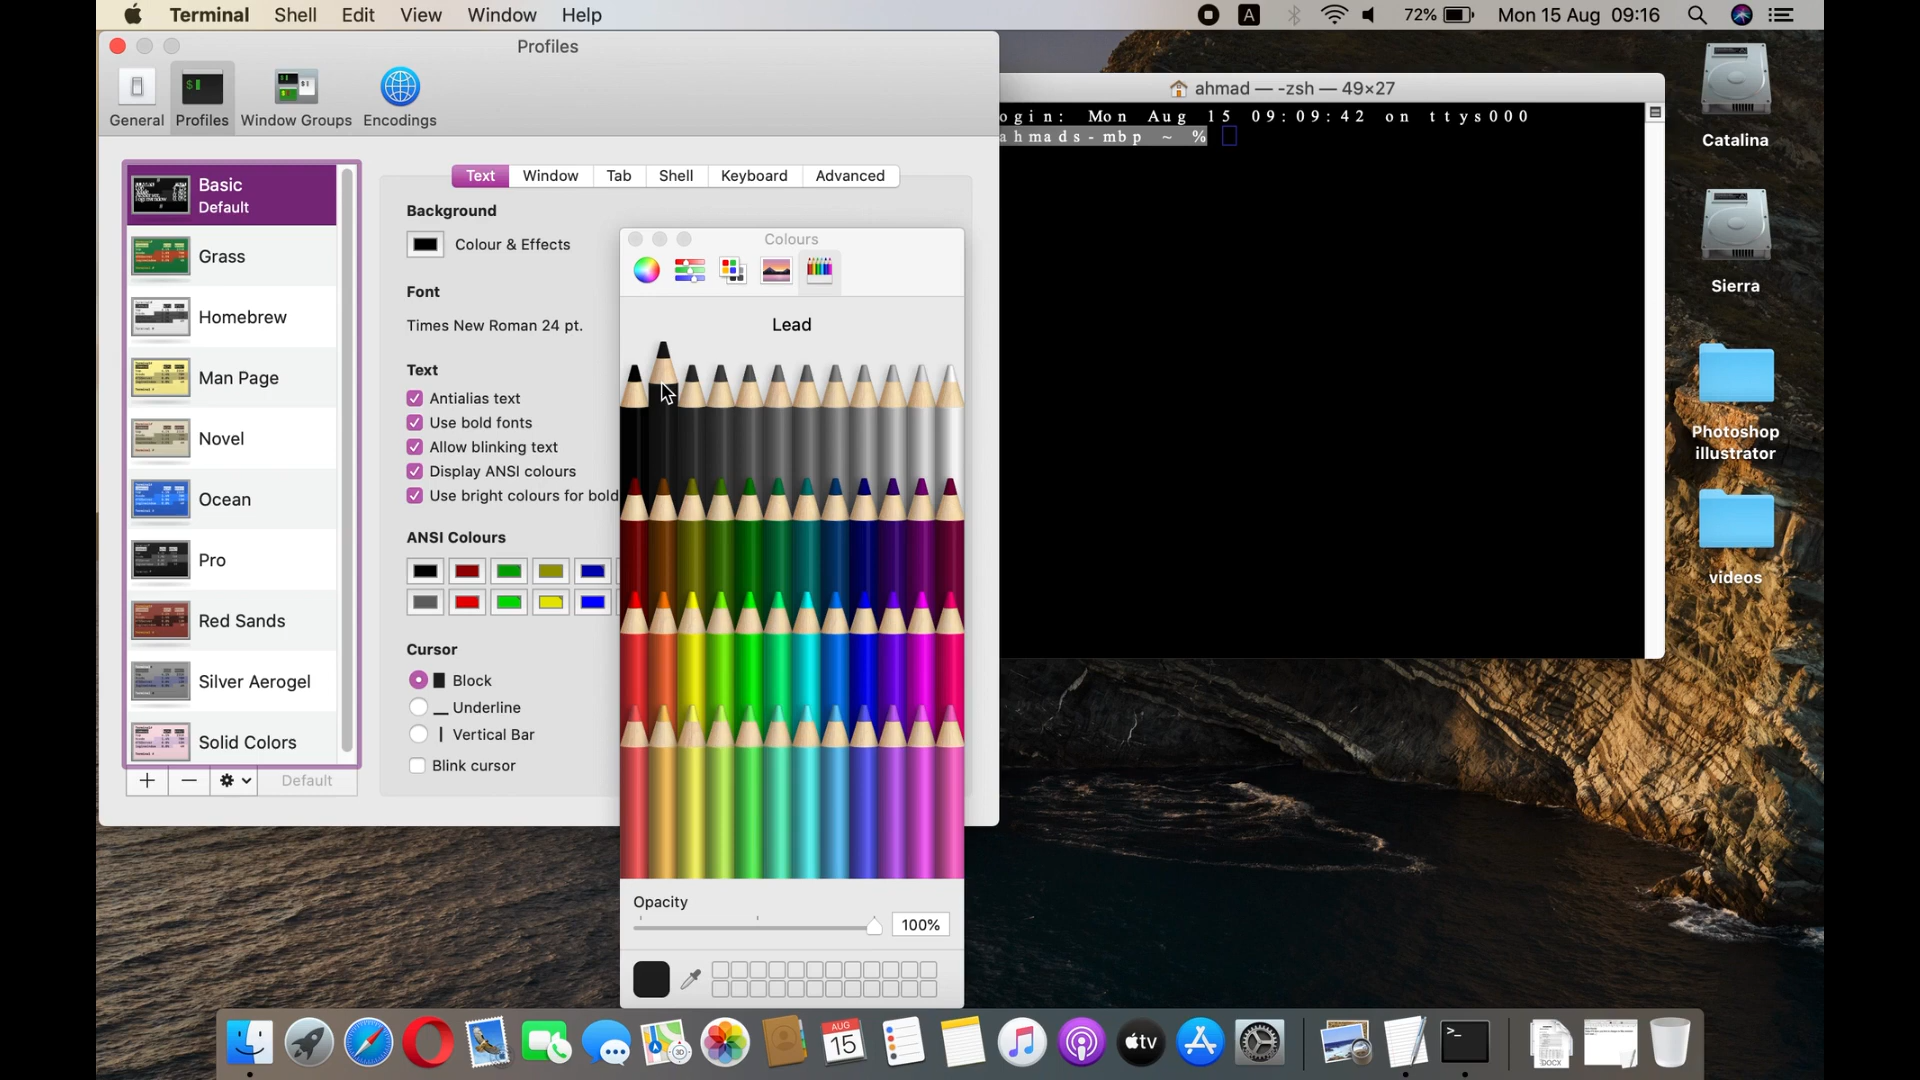 Terminal Shell Edit View Window Help
A 72% Mon 15 Aug 09:16
Profiles
General Profiles Window Groups Encodings
Basic
Default
Grass
Homebrew
Man Page
Novel
Ocean
Pro
Red Sands
Silver Aerogel
Solid Colors
Default
Text Window Tab Shell Keyboard Advanced
Background
Colour & Effects
Font
Times New Roman 24 pt.
Text
Antialias text
Use bold fonts
Allow blinking text
Display ANSI colours
Use bright colours for bold
ANSI Colours
Cursor
Block
Underline
Vertical Bar
Blink cursor
Colours
Lead
Opacity
100%
ahmad — -zsh — 49×27
ogin: Mon Aug 15 09:09:42 on ttys000
ahmads-mbp ~ %
Catalina
Sierra
Photoshop
illustrator
videos
AUG
15
tv
>_
DOCX